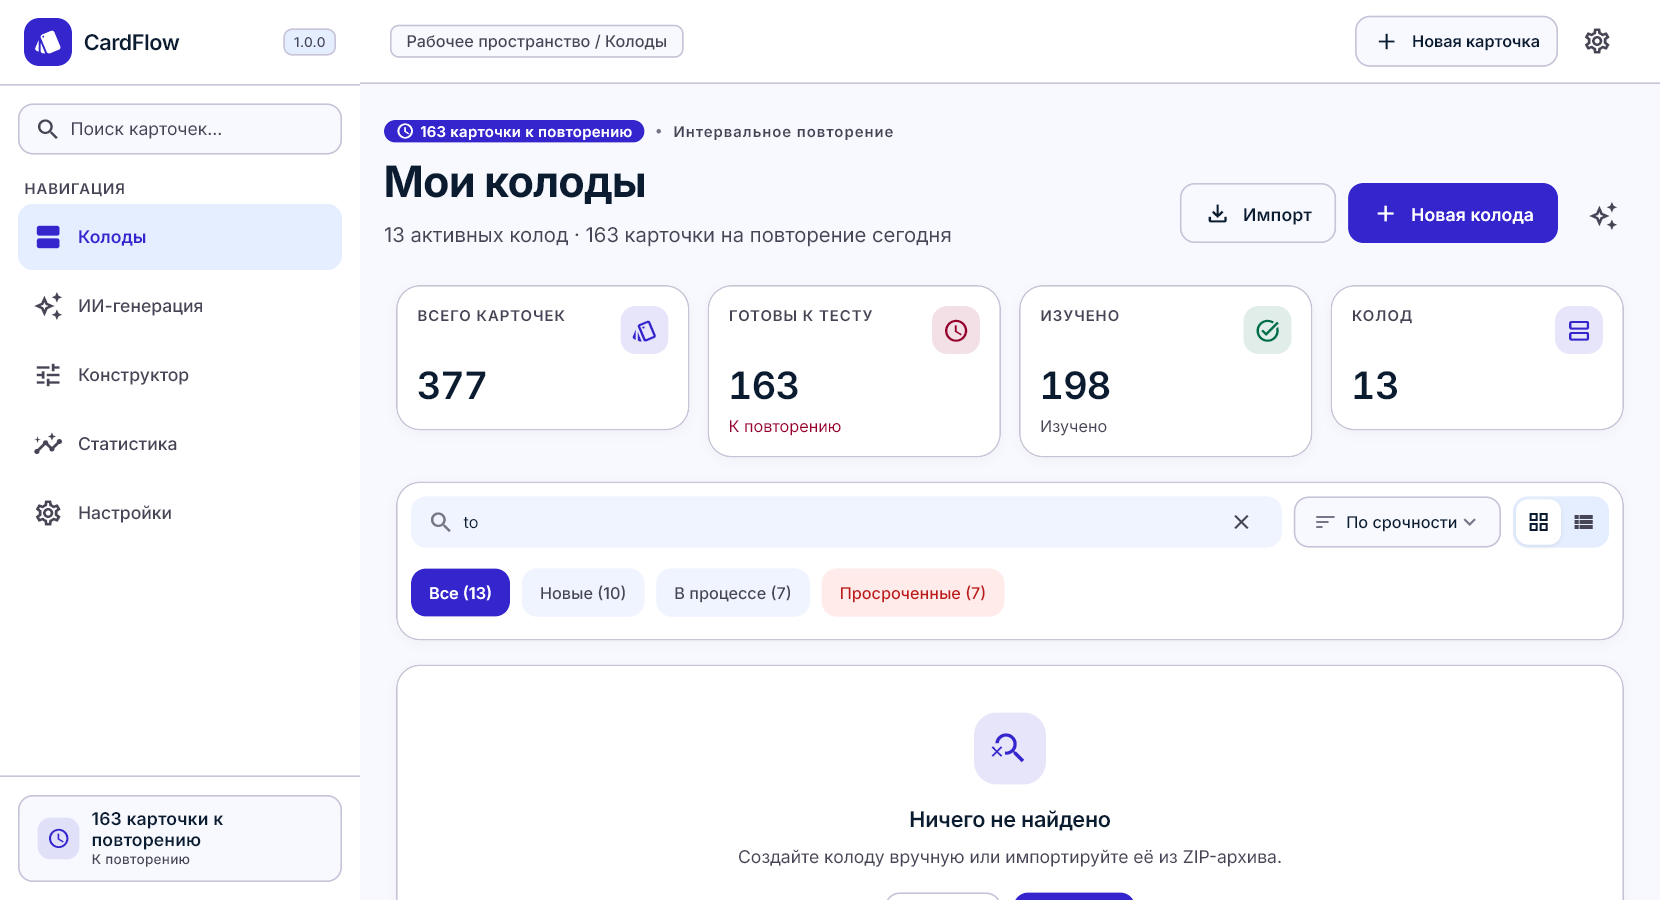 CardFlow
1.0.0
Рабочее пространство / Колоды
Новая карточка
Поиск карточек...
НАВИГАЦИЯ
Колоды
ИИ-генерация
Конструктор
Статистика
Настройки
163 карточки к
повторению
К повторению
163 карточки к повторению • Интервальное повторение
Мои колоды
13 активных колод · 163 карточки на повторение сегодня
Импорт
Новая колода
ВСЕГО КАРТОЧЕК
377
ГОТОВЫ К ТЕСТУ
163
К повторению
ИЗУЧЕНО
198
Изучено
КОЛОД
13
to
По срочности
Все (13)
Новые (10)
В процессе (7)
Просроченные (7)
Ничего не найдено
Создайте колоду вручную или импортируйте её из ZIP-архива.